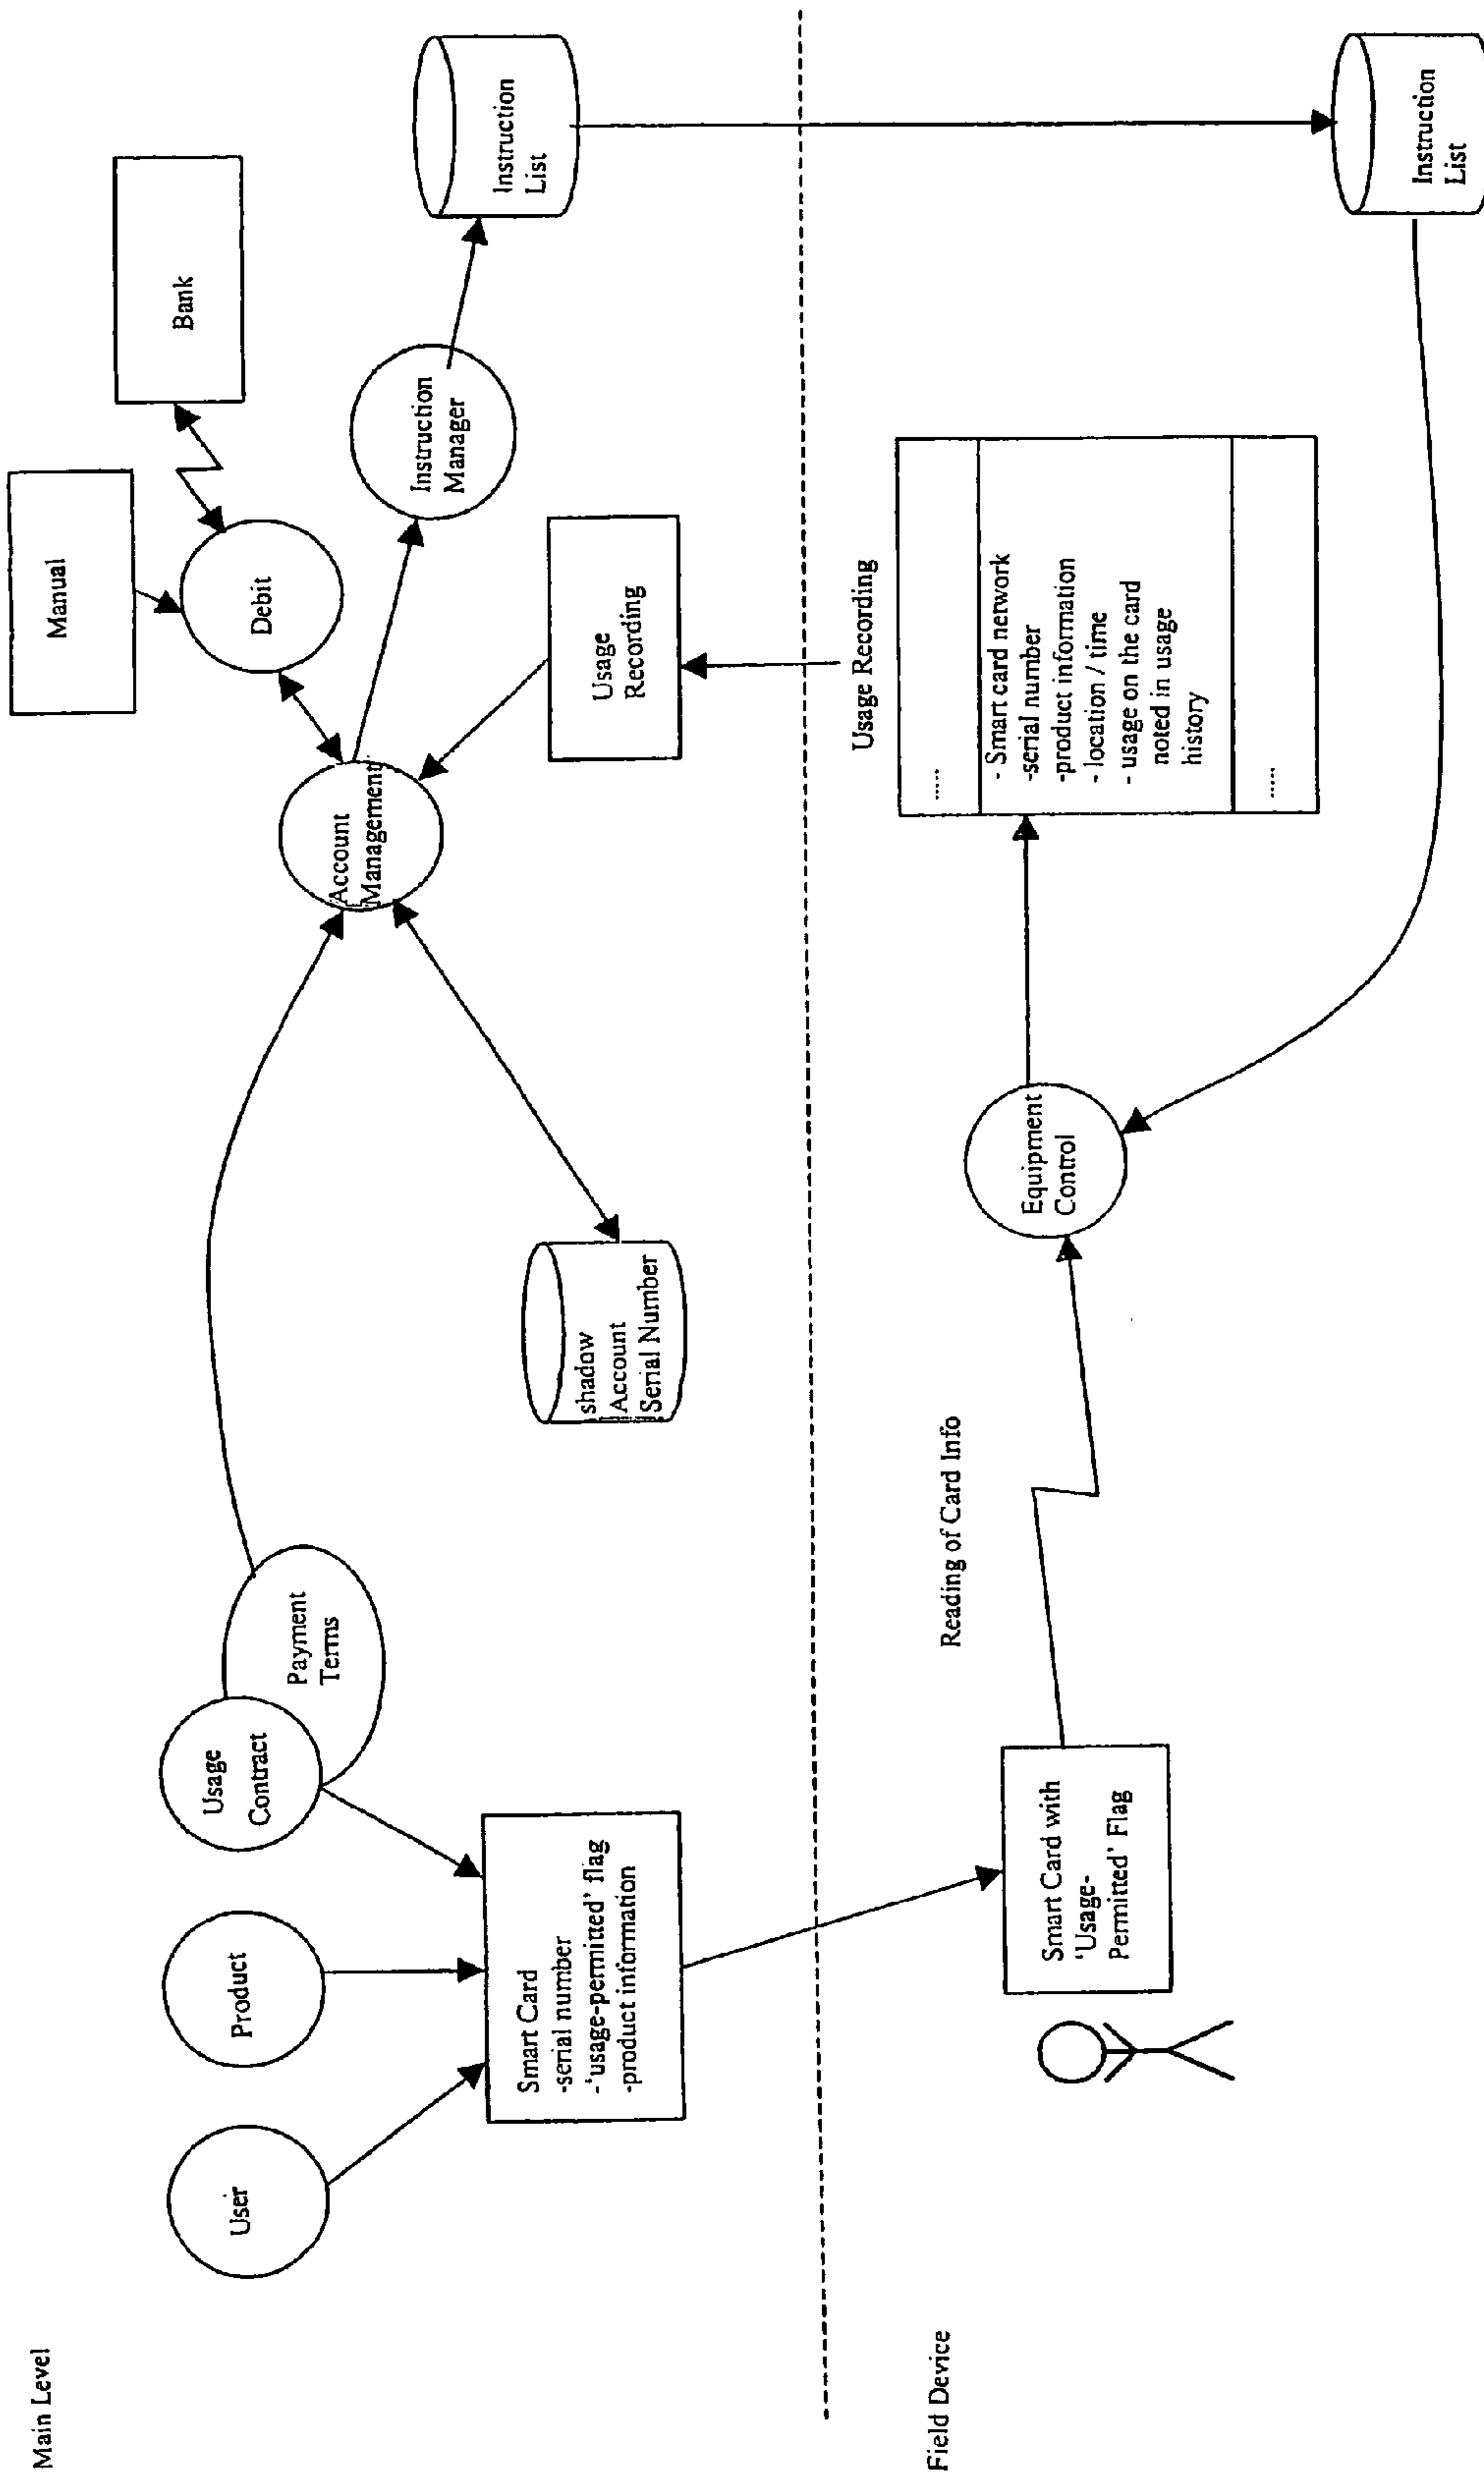 Main Level
User
Product
Usage
Contract
Payment
Terms
Smart Card
-serial number
-'usage-permitted' flag
-product information
shadow
Account
Serial Number
Account
Management
Manual
Debit
Bank
Instruction
Manager
Usage
Recording
Instruction
List
Field Device
Smart Card with
'Usage-
Permitted' Flag
Reading of Card Info
Equipment
Control
Usage Recording
.....
- Smart card network
-serial number
-product information
- location / time
- usage on the card
noted in usage
history
.....
Instruction
List